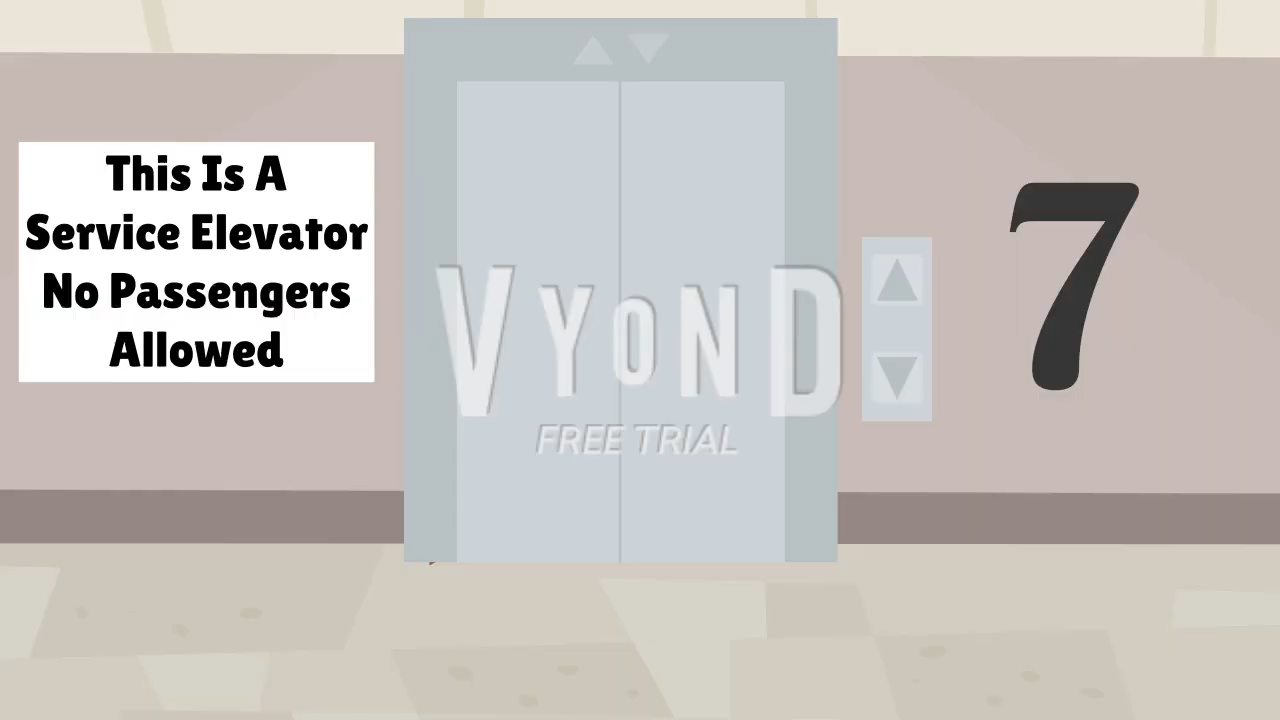 This Is A
Service Elevator
No Passengers
Allowed
VYOND
FREE TRIAL
7